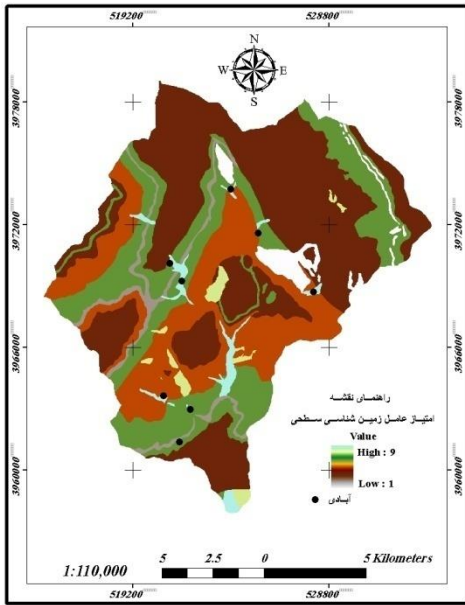 519200 528800
N
W E
S
3978000 3978000
3972000 3972000
3966000 3966000
3960000 3960000
راهنمای نقشه
امتیاز عامل زمین شناسی سطحی
Value
High : 9
Low : 1
آبادی
1:110,000
5 2.5 0 5 Kilometers
519200 528800